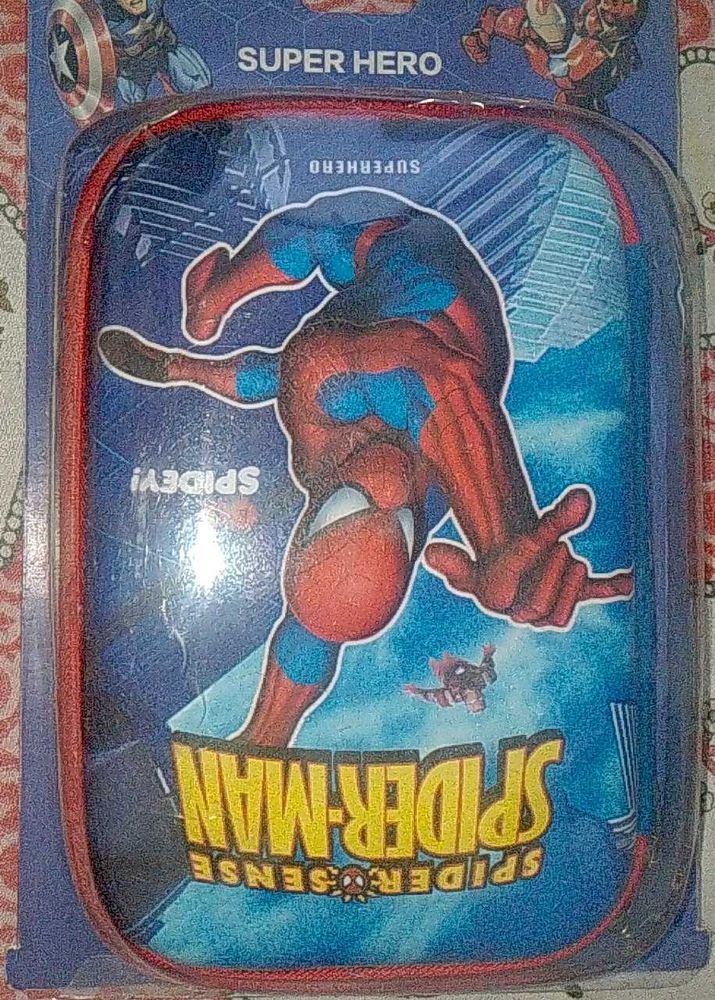 SUPER HERO
SUPERHERO
SPIDEY!
SPIDER-MAN
SPIDER SENSE